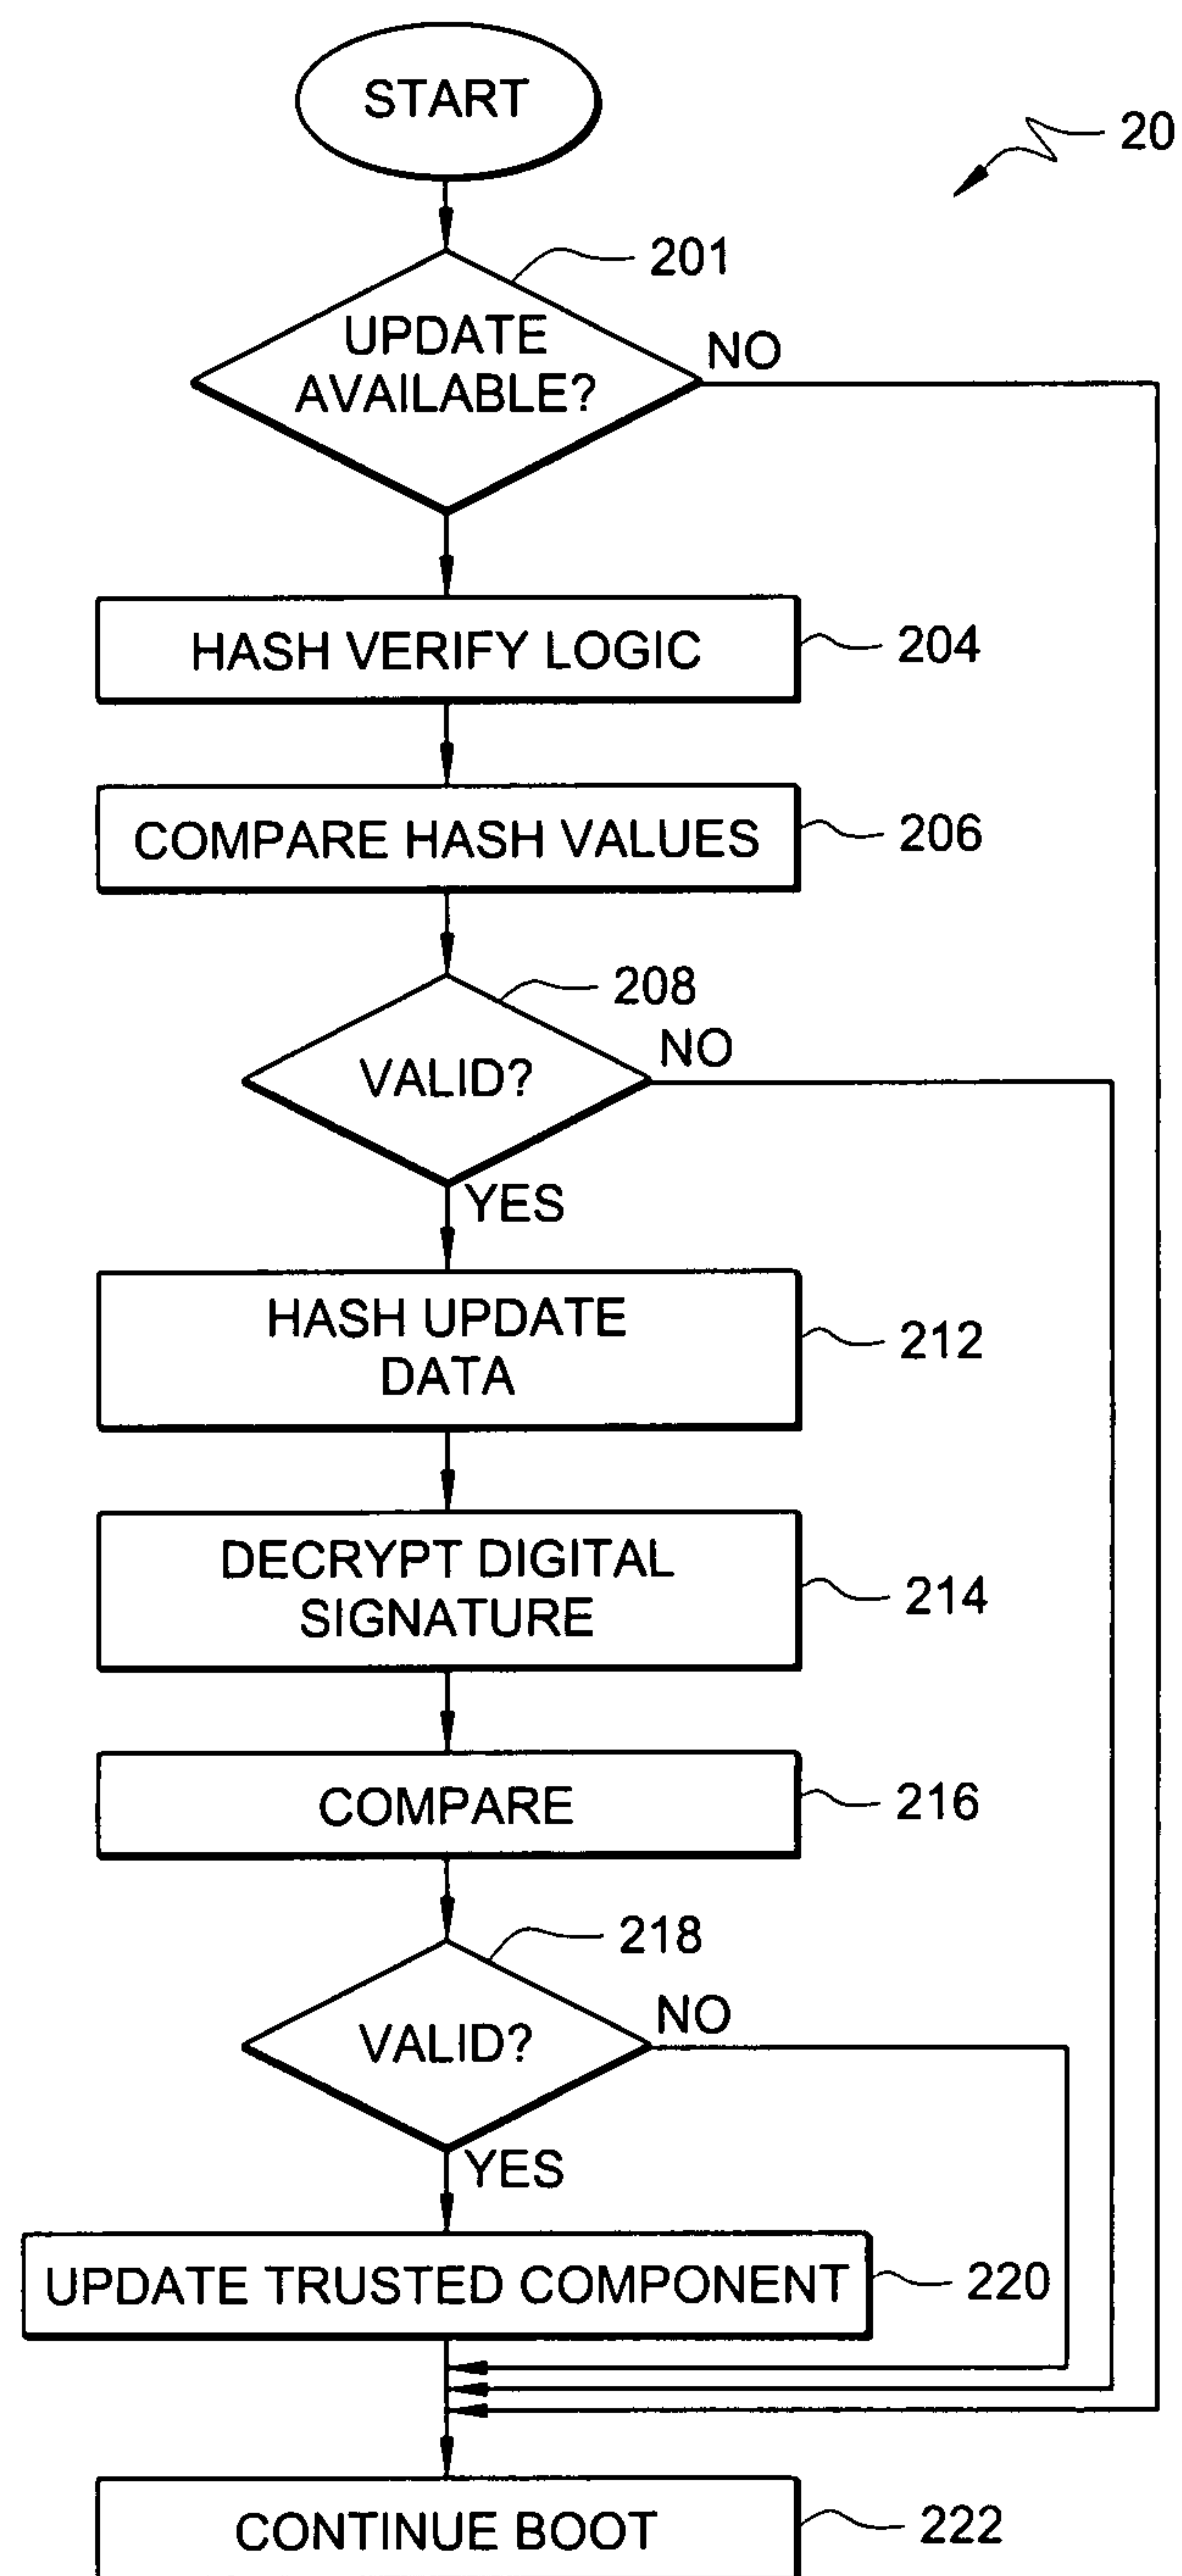 START
20
201
UPDATE
AVAILABLE?
NO
HASH VERIFY LOGIC
204
COMPARE HASH VALUES
206
208
VALID?
NO
YES
HASH UPDATE
DATA
212
DECRYPT DIGITAL
SIGNATURE
214
COMPARE
216
218
VALID?
NO
YES
UPDATE TRUSTED COMPONENT
220
CONTINUE BOOT
222